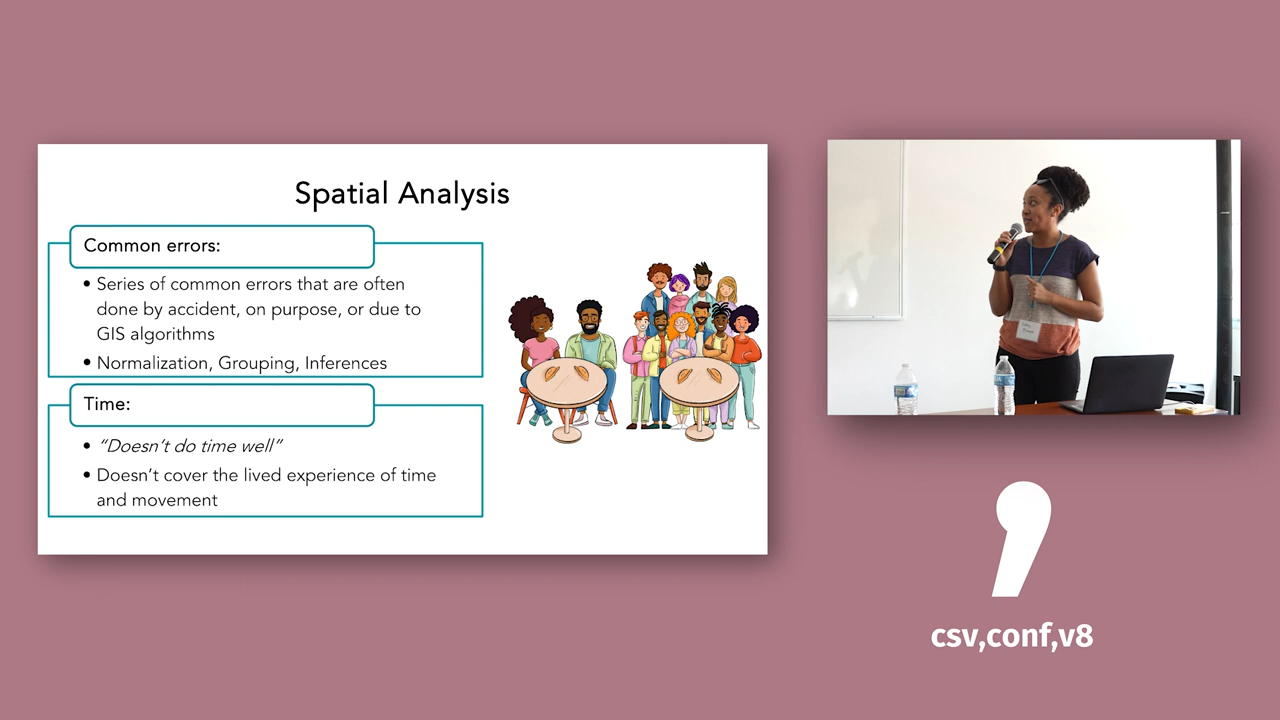 Spatial Analysis
Common errors:
• Series of common errors that are often
done by accident, on purpose, or due to
GIS algorithms
• Normalization, Grouping, Inferences
Time:
• “Doesn’t do time well”
• Doesn’t cover the lived experience of time
and movement
csv,conf,v8